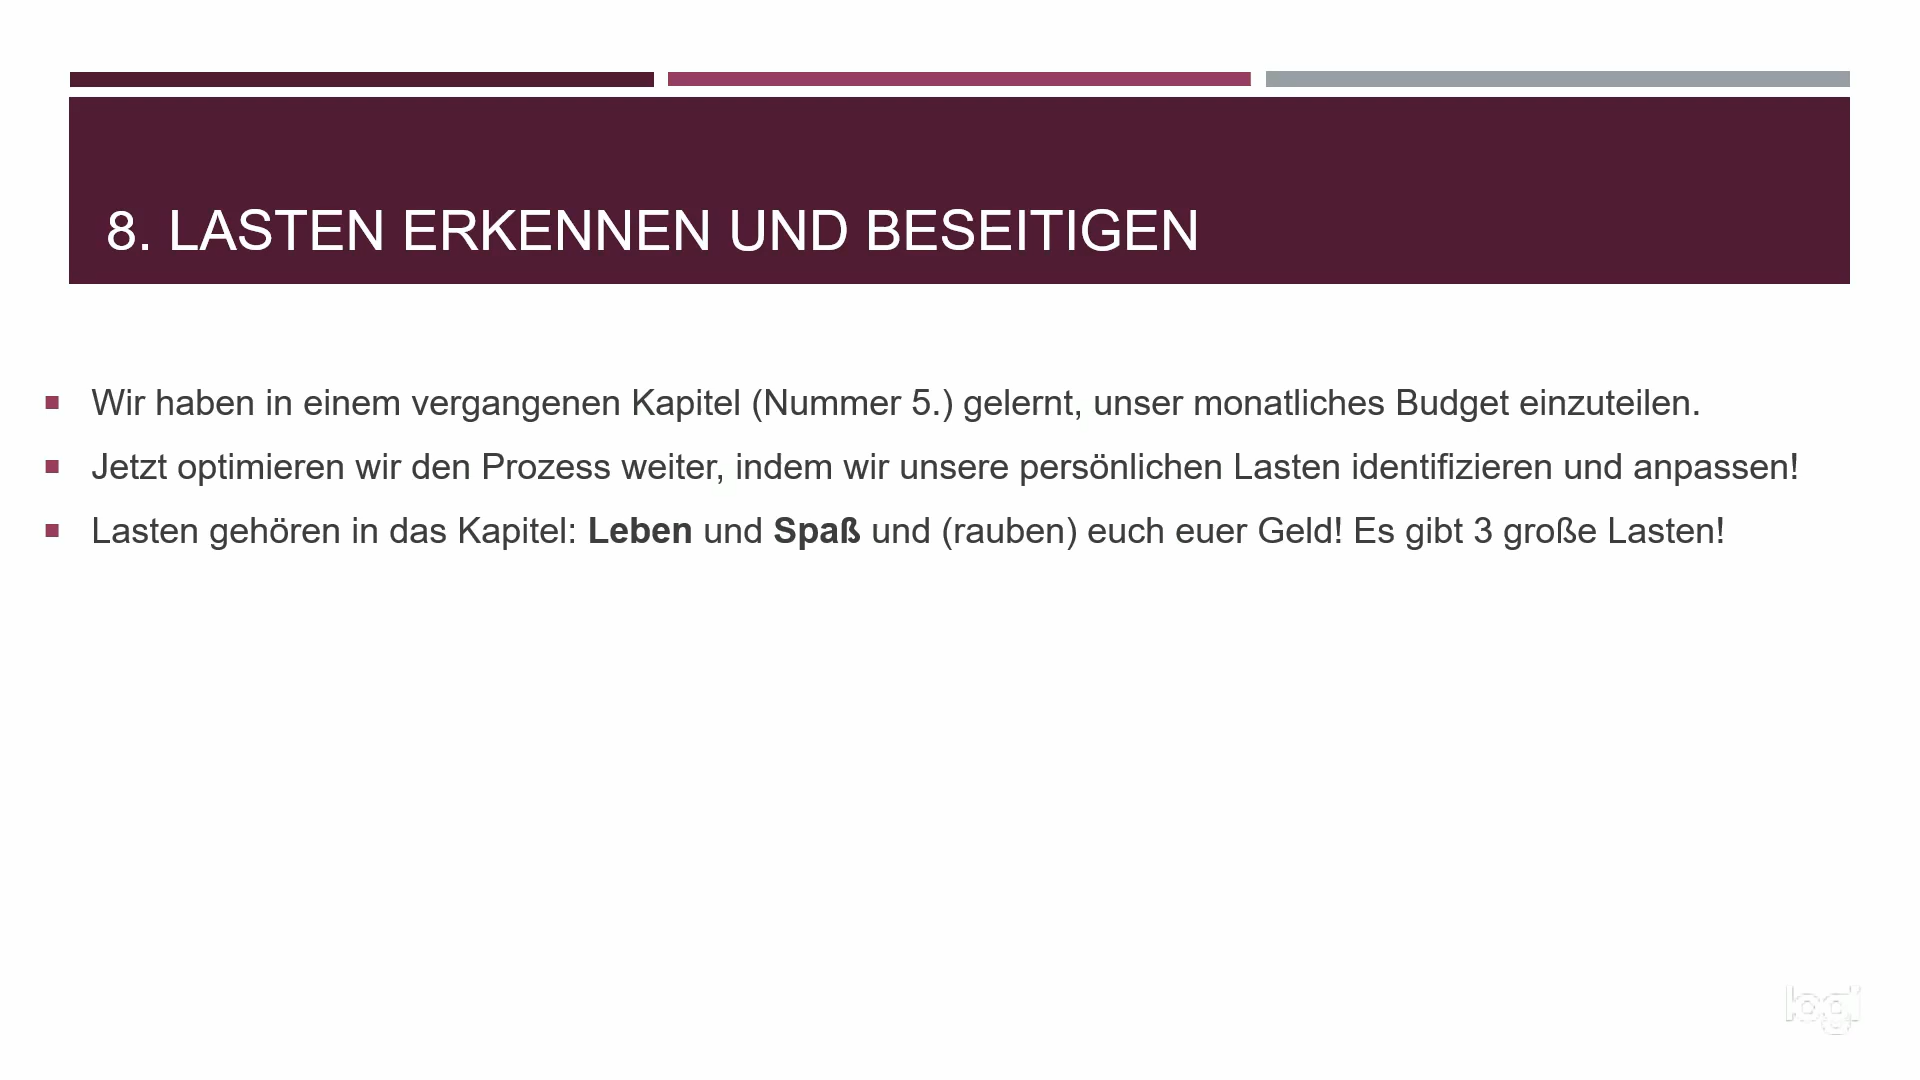 8. LASTEN ERKENNEN UND BESEITIGEN
Wir haben in einem vergangenen Kapitel (Nummer 5.) gelernt, unser monatliches Budget einzuteilen.
Jetzt optimieren wir den Prozess weiter, indem wir unsere persönlichen Lasten identifizieren und anpassen!
Lasten gehören in das Kapitel: Leben und Spaß und (rauben) euch euer Geld! Es gibt 3 große Lasten!
logi